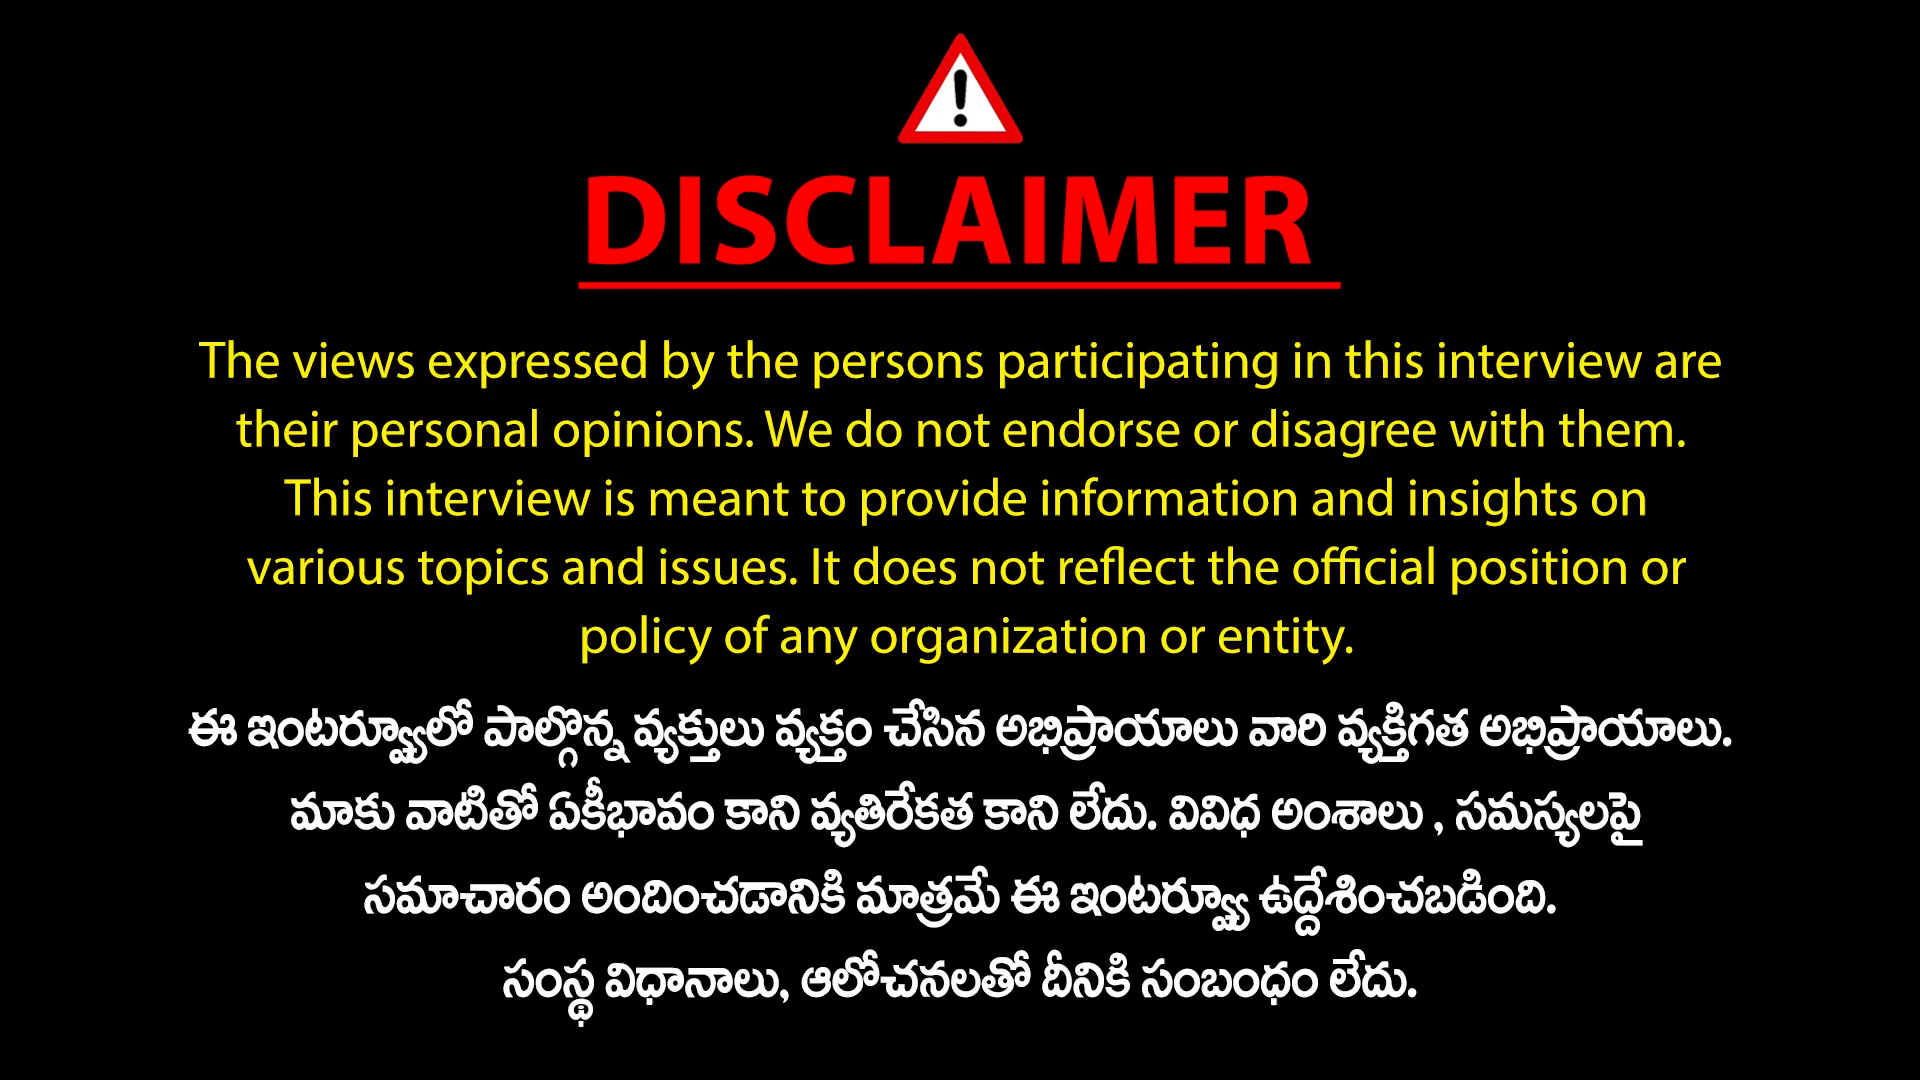 DISCLAIMER
The views expressed by the persons participating in this interview are
their personal opinions. We do not endorse or disagree with them.
This interview is meant to provide information and insights on
various topics and issues. It does not reflect the official position or
policy of any organization or entity.
ఈ ఇంటర్వ్యూలో పాల్గొన్న వ్యక్తులు వ్యక్తం చేసిన అభిప్రాయాలు వారి వ్యక్తిగత అభిప్రాయాలు.
మాకు వాటితో ఏకీభావం కాని వ్యతిరేకత కాని లేదు. వివిధ అంశాలు , సమస్యలపై
సమాచారం అందించడానికి మాత్రమే ఈ ఇంటర్వ్యూ ఉద్దేశించబడింది.
సంస్థ విధానాలు, ఆలోచనలతో దీనికి సంబంధం లేదు.